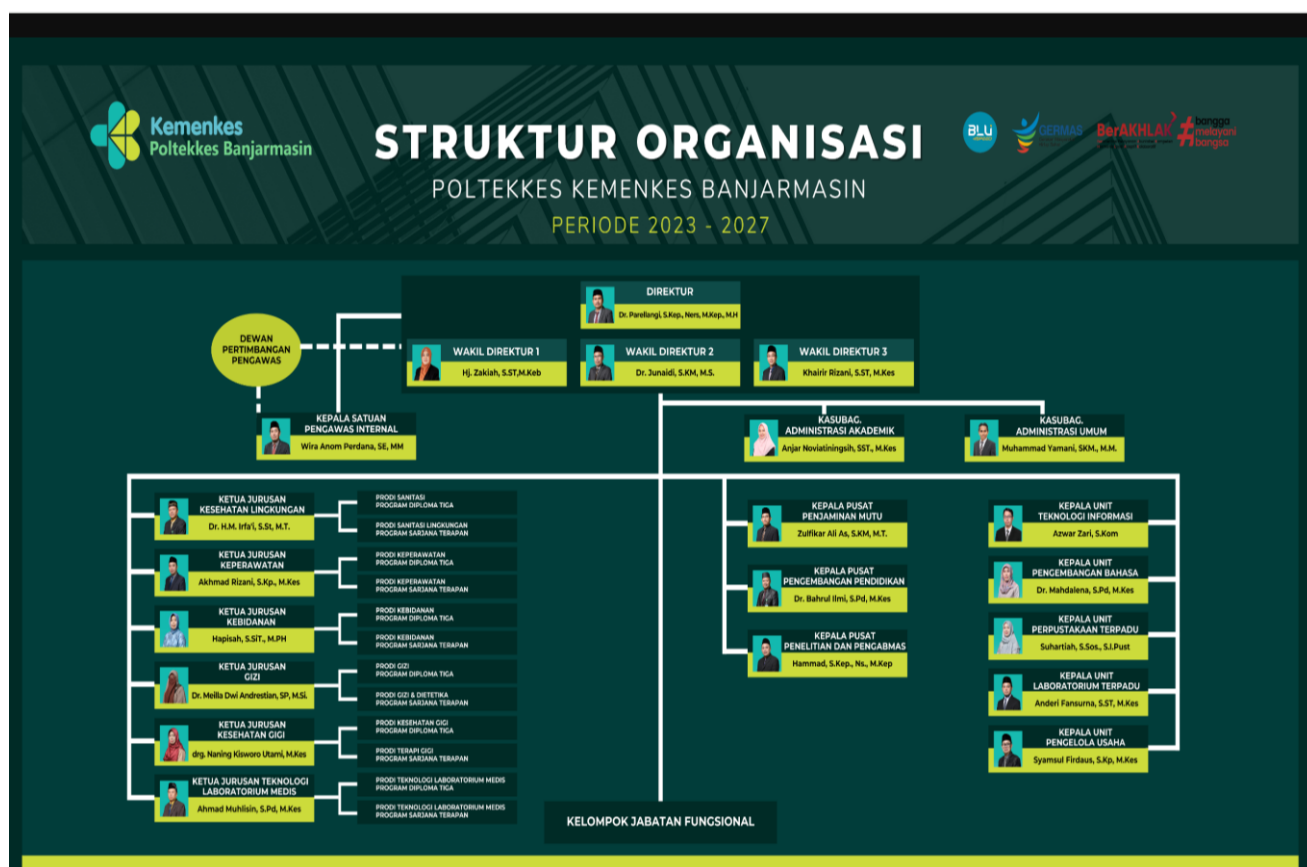 Kemenkes
Poltekkes Banjarmasin
STRUKTUR ORGANISASI
POLTEKKES KEMENKES BANJARMASIN
PERIODE 2023 - 2027
BLU
GERMAS
BerAKHLAK
#bangga
melayani
bangsa
DIREKTUR
Dr. Parellangi, S.Kep., Ners, M.Kep., M.H
DEWAN
PERTIMBANGAN
PENGAWAS
WAKIL DIREKTUR 1
Hj. Zakiah, S.ST,M.Keb
WAKIL DIREKTUR 2
Dr. Junaidi, S.KM, M.S.
WAKIL DIREKTUR 3
Khairir Rizani, S.ST, M.Kes
KEPALA SATUAN
PENGAWAS INTERNAL
Wira Anom Perdana, SE, MM
KASUBAG.
ADMINISTRASI AKADEMIK
Anjar Noviatiningsih, SST., M.Kes
KASUBAG.
ADMINISTRASI UMUM
Muhammad Yamani, SKM., M.M.
KETUA JURUSAN
KESEHATAN LINGKUNGAN
Dr. H.M. Irfa'i, S.St, M.T.
PRODI SANITASI
PROGRAM DIPLOMA TIGA
PRODI SANITASI LINGKUNGAN
PROGRAM SARJANA TERAPAN
KETUA JURUSAN
KEPERAWATAN
Akhmad Rizani, S.Kp., M.Kes
PRODI KEPERAWATAN
PROGRAM DIPLOMA TIGA
PRODI KEPERAWATAN
PROGRAM SARJANA TERAPAN
KETUA JURUSAN
KEBIDANAN
Hapisah, S.SiT., M.PH
PRODI KEBIDANAN
PROGRAM DIPLOMA TIGA
PRODI KEBIDANAN
PROGRAM SARJANA TERAPAN
KETUA JURUSAN
GIZI
Dr. Meilla Dwi Andrestian, SP, M.Si.
PRODI GIZI
PROGRAM DIPLOMA TIGA
PRODI GIZI & DIETETIKA
PROGRAM SARJANA TERAPAN
KETUA JURUSAN
KESEHATAN GIGI
drg. Naning Kisworo Utami, M.Kes
PRODI KESEHATAN GIGI
PROGRAM DIPLOMA TIGA
PRODI TERAPI GIGI
PROGRAM SARJANA TERAPAN
KETUA JURUSAN TEKNOLOGI
LABORATORIUM MEDIS
Ahmad Muhlisin, S.Pd, M.Kes
PRODI TEKNOLOGI LABORATORIUM MEDIS
PROGRAM DIPLOMA TIGA
PRODI TEKNOLOGI LABORATORIUM MEDIS
PROGRAM SARJANA TERAPAN
KEPALA PUSAT
PENJAMINAN MUTU
Zulfikar Ali As, S.KM, M.T.
KEPALA PUSAT
PENGEMBANGAN PENDIDIKAN
Dr. Bahrul Ilmi, S.Pd, M.Kes
KEPALA PUSAT
PENELITIAN DAN PENGABMAS
Hammad, S.Kep., Ns., M.Kep
KEPALA UNIT
TEKNOLOGI INFORMASI
Azwar Zari, S.Kom
KEPALA UNIT
PENGEMBANGAN BAHASA
Dr. Mahdalena, S.Pd, M.Kes
KEPALA UNIT
PERPUSTAKAAN TERPADU
Suhartiah, S.Sos., S.I.Pust
KEPALA UNIT
LABORATORIUM TERPADU
Anderi Fansurna, S.ST, M.Kes
KEPALA UNIT
PENGELOLA USAHA
Syamsul Firdaus, S.Kp, M.Kes
KELOMPOK JABATAN FUNGSIONAL